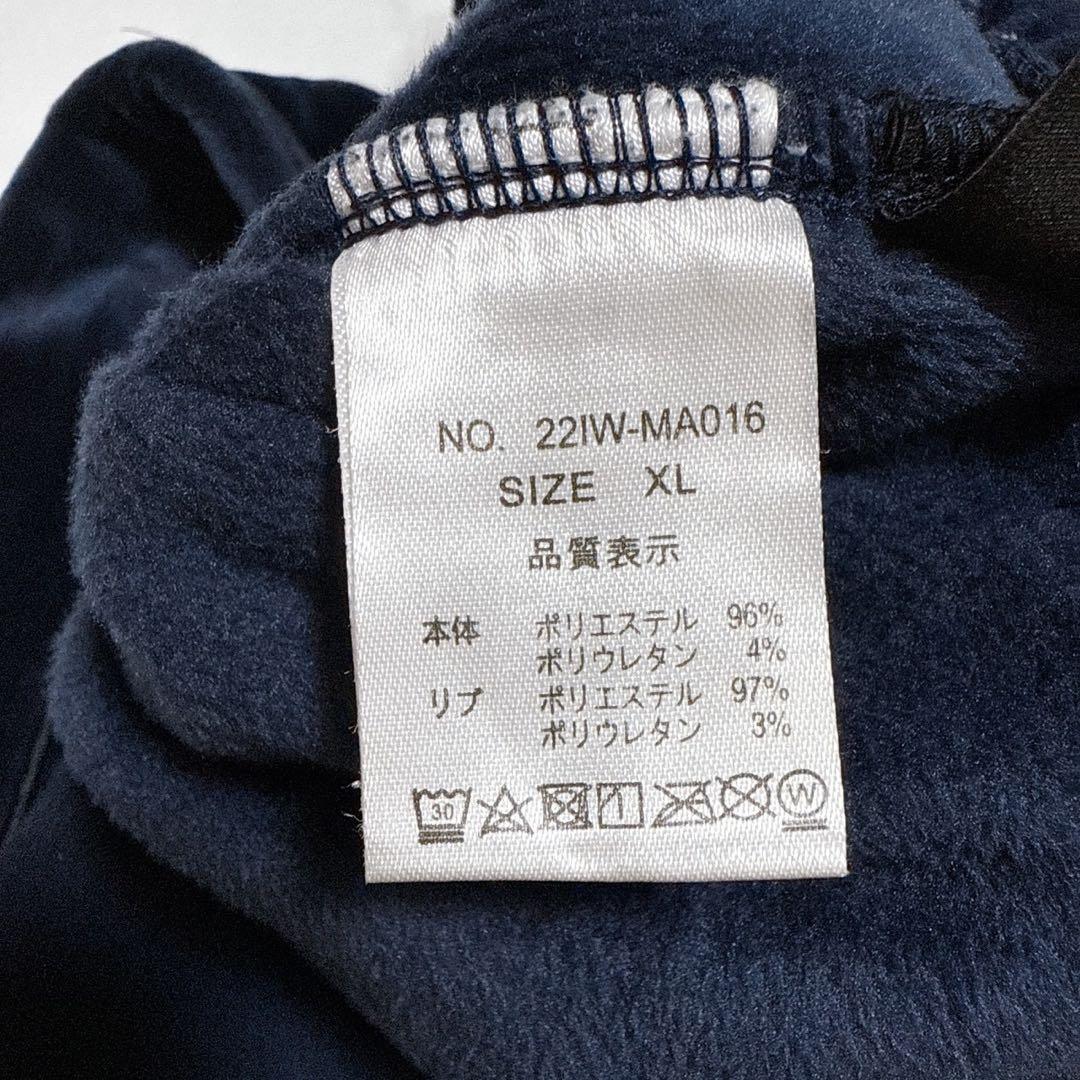 NO. 22IW-MA016
SIZE XL
品質表示
本体 ポリエステル 96%
ポリウレタン 4%
リブ ポリエステル 97%
ポリウレタン 3%
30 W